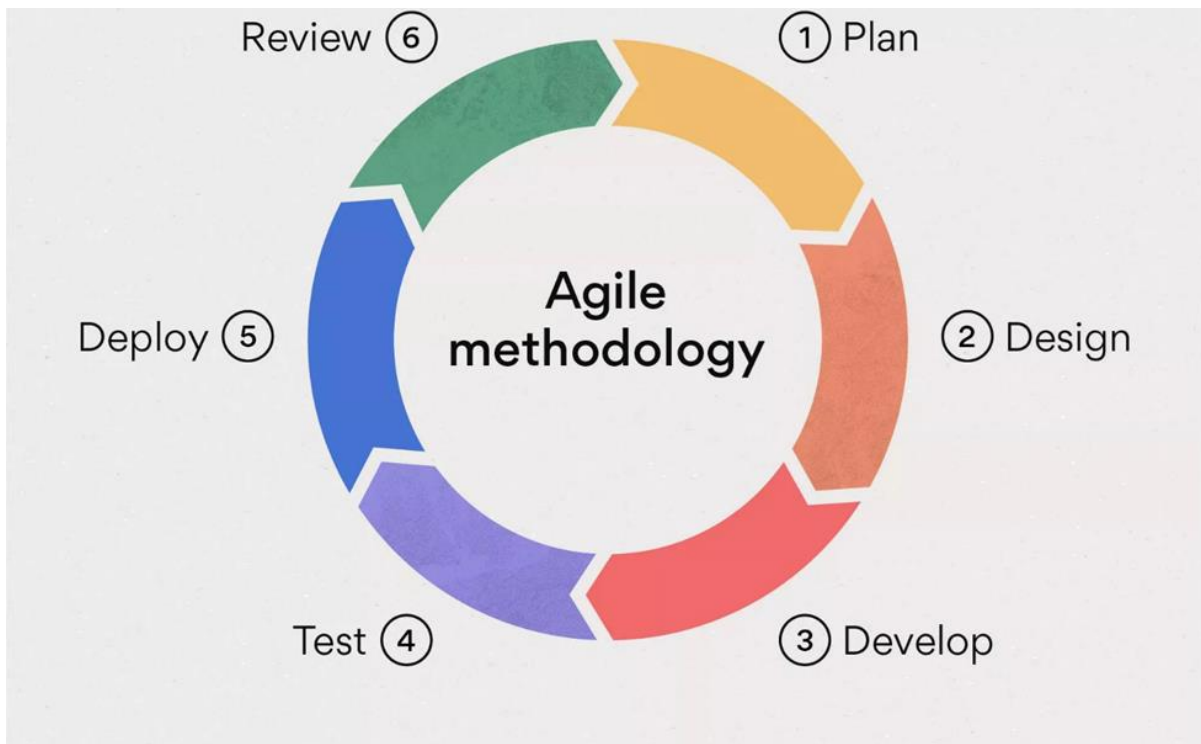 Review 6
1 Plan
Agile
methodology
Deploy 5
2 Design
Test 4
3 Develop